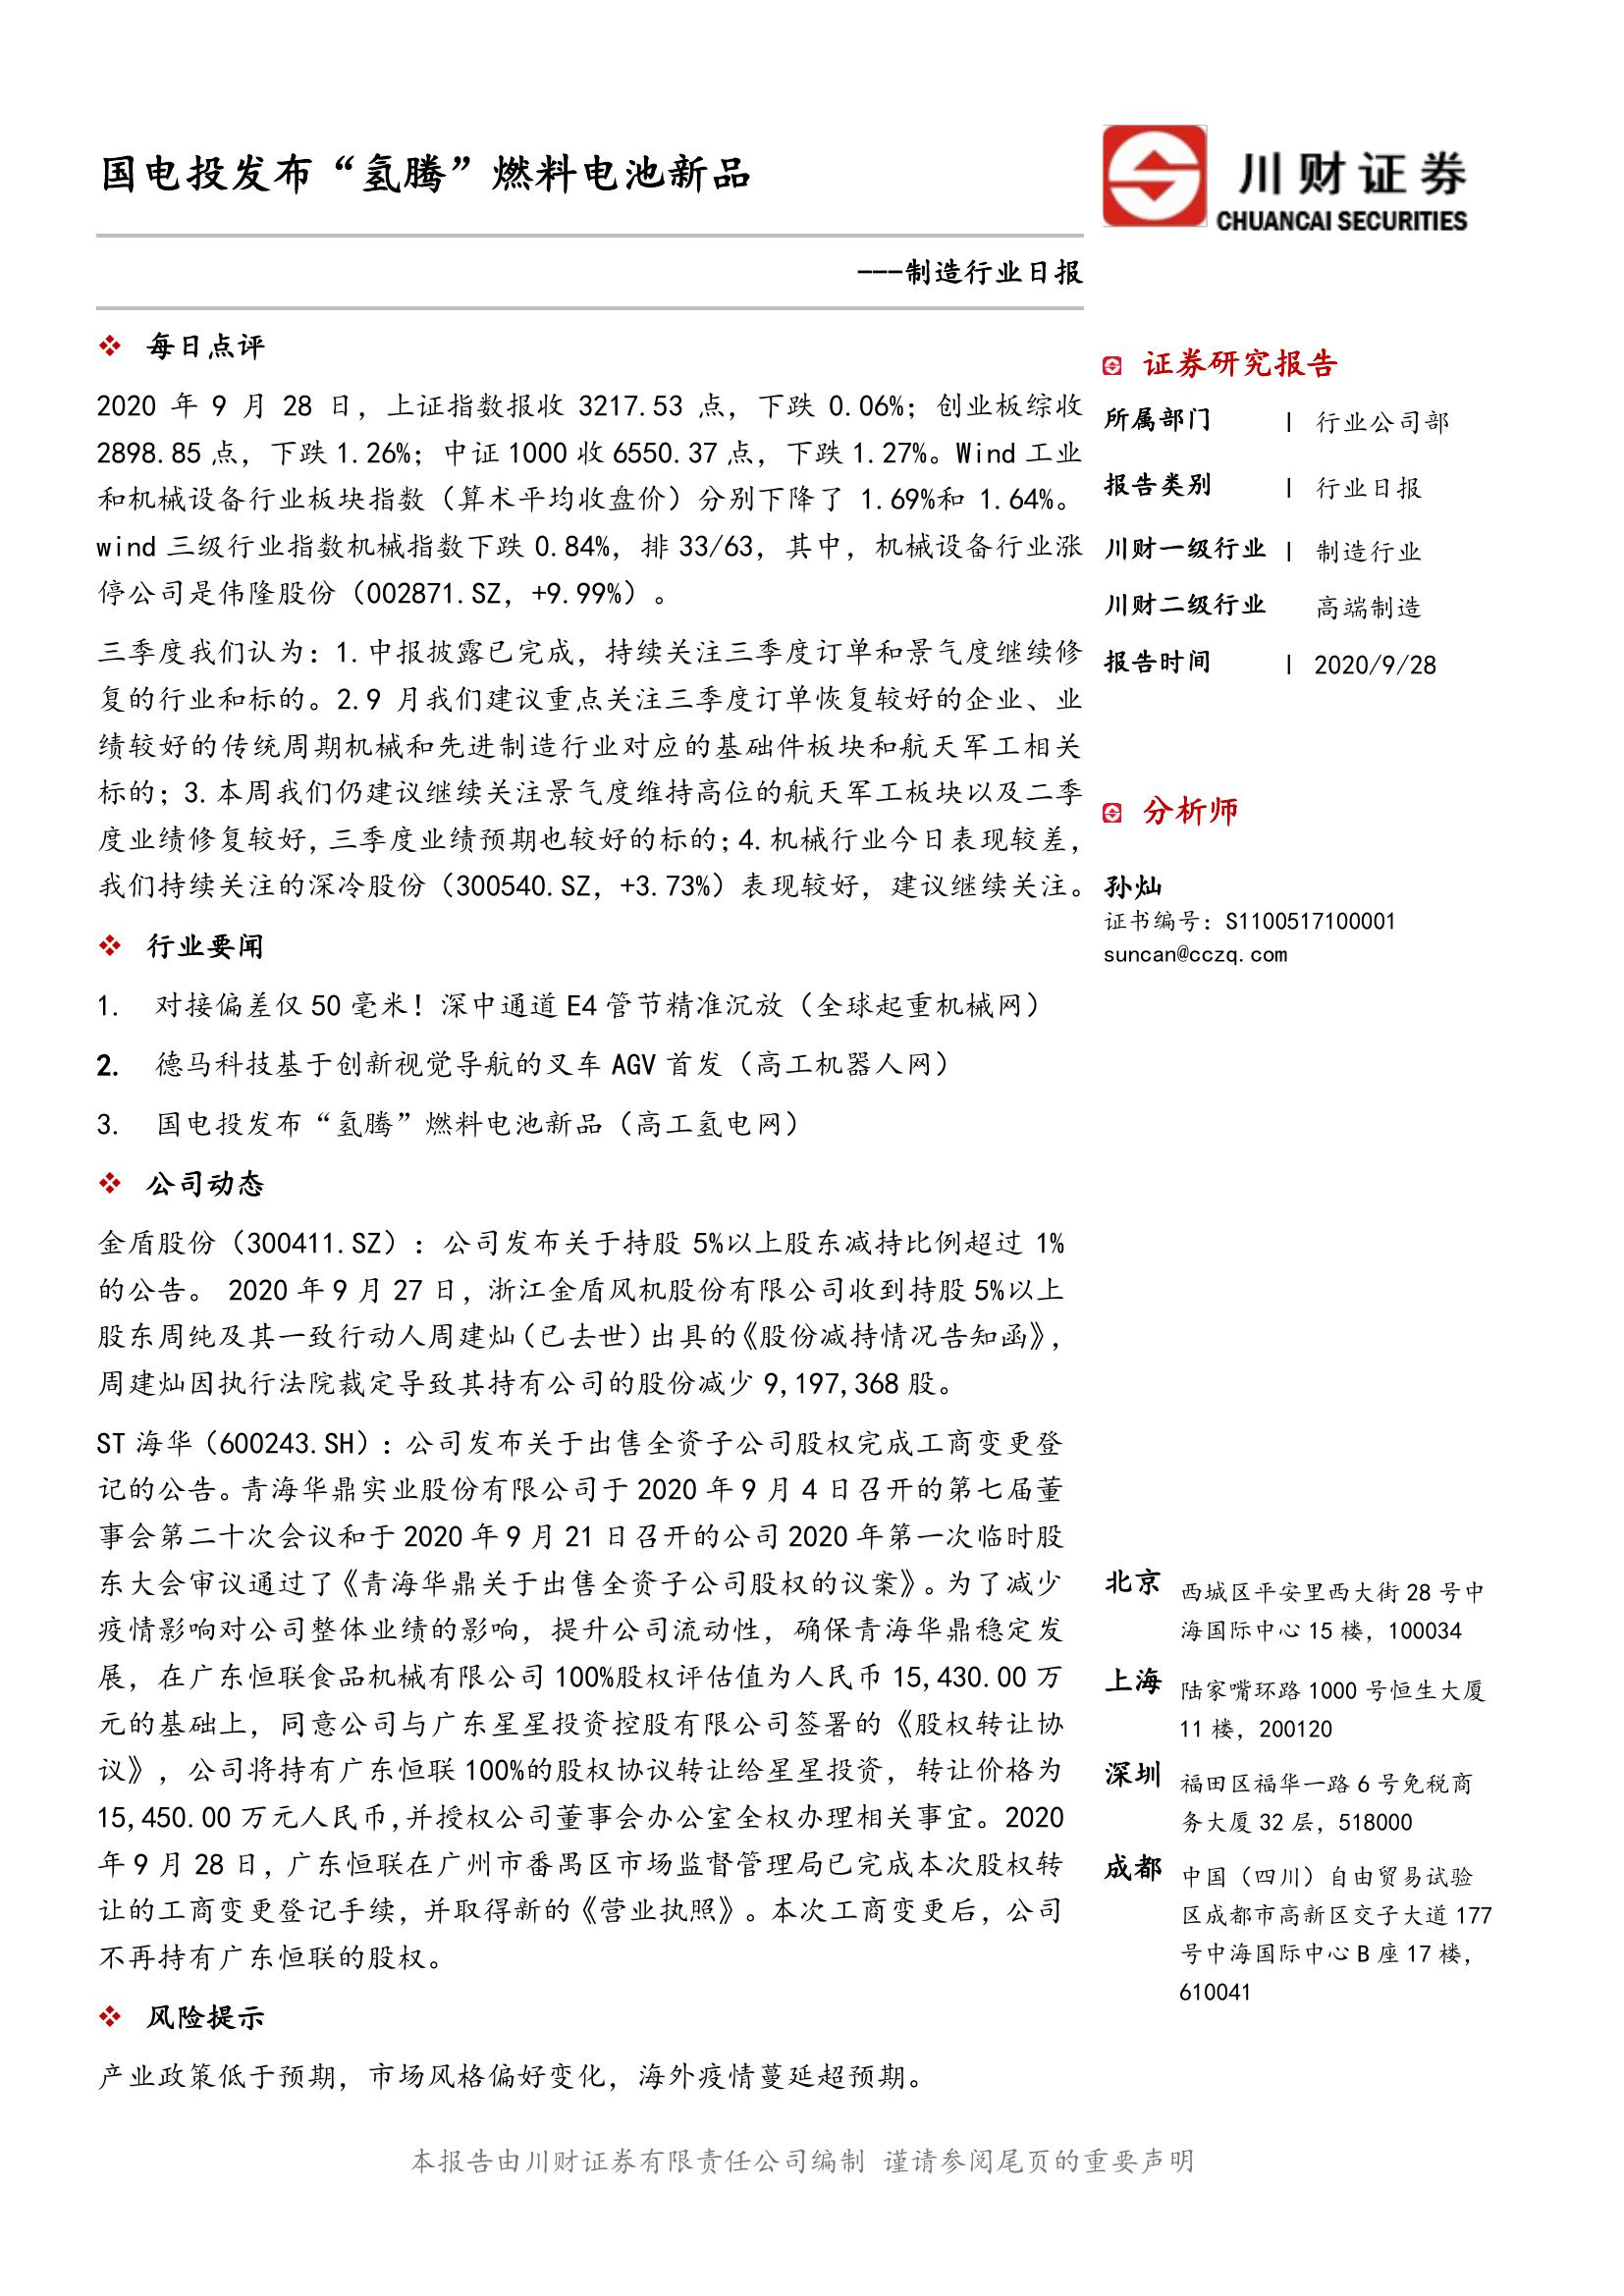 国电投发布“氢腾”燃料电池新品
川财证券
CHUANCAI SECURITIES
---制造行业日报
每日点评
2020 年 9 月 28 日，上证指数报收 3217.53 点，下跌 0.06%；创业板综收
2898.85 点，下跌 1.26%；中证 1000 收 6550.37 点，下跌 1.27%。Wind 工业
和机械设备行业板块指数（算术平均收盘价）分别下降了 1.69%和 1.64%。
wind 三级行业指数机械指数下跌 0.84%，排 33/63，其中，机械设备行业涨
停公司是伟隆股份（002871.SZ，+9.99%）。
三季度我们认为：1.中报披露已完成，持续关注三季度订单和景气度继续修
复的行业和标的。2.9 月我们建议重点关注三季度订单恢复较好的企业、业
绩较好的传统周期机械和先进制造行业对应的基础件板块和航天军工相关
标的；3.本周我们仍建议继续关注景气度维持高位的航天军工板块以及二季
度业绩修复较好，三季度业绩预期也较好的标的；4.机械行业今日表现较差，
我们持续关注的深冷股份（300540.SZ，+3.73%）表现较好，建议继续关注。
行业要闻
1. 对接偏差仅 50 毫米！深中通道 E4 管节精准沉放（全球起重机械网）
2. 德马科技基于创新视觉导航的叉车 AGV 首发（高工机器人网）
3. 国电投发布“氢腾”燃料电池新品（高工氢电网）
公司动态
金盾股份（300411.SZ）：公司发布关于持股 5%以上股东减持比例超过 1%
的公告。 2020 年 9 月 27 日，浙江金盾风机股份有限公司收到持股 5%以上
股东周纯及其一致行动人周建灿（已去世）出具的《股份减持情况告知函》，
周建灿因执行法院裁定导致其持有公司的股份减少 9,197,368 股。
ST 海华（600243.SH）：公司发布关于出售全资子公司股权完成工商变更登
记的公告。青海华鼎实业股份有限公司于 2020 年 9 月 4 日召开的第七届董
事会第二十次会议和于 2020 年 9 月 21 日召开的公司 2020 年第一次临时股
东大会审议通过了《青海华鼎关于出售全资子公司股权的议案》。为了减少
疫情影响对公司整体业绩的影响，提升公司流动性，确保青海华鼎稳定发
展，在广东恒联食品机械有限公司 100%股权评估值为人民币 15,430.00 万
元的基础上，同意公司与广东星星投资控股有限公司签署的《股权转让协
议》，公司将持有广东恒联 100%的股权协议转让给星星投资，转让价格为
15,450.00 万元人民币,并授权公司董事会办公室全权办理相关事宜。2020
年 9 月 28 日，广东恒联在广州市番禺区市场监督管理局已完成本次股权转
让的工商变更登记手续，并取得新的《营业执照》。本次工商变更后，公司
不再持有广东恒联的股权。
风险提示
产业政策低于预期，市场风格偏好变化，海外疫情蔓延超预期。
证券研究报告
所属部门 | 行业公司部
报告类别 | 行业日报
川财一级行业 | 制造行业
川财二级行业 高端制造
报告时间 | 2020/9/28
分析师
孙灿
证书编号：S1100517100001
suncan@cczq.com
北京 西城区平安里西大街 28 号中
海国际中心 15 楼，100034
上海 陆家嘴环路 1000 号恒生大厦
11 楼，200120
深圳 福田区福华一路 6 号免税商
务大厦 32 层，518000
成都 中国（四川）自由贸易试验
区成都市高新区交子大道 177
号中海国际中心 B 座 17 楼，
610041
本报告由川财证券有限责任公司编制 谨请参阅尾页的重要声明